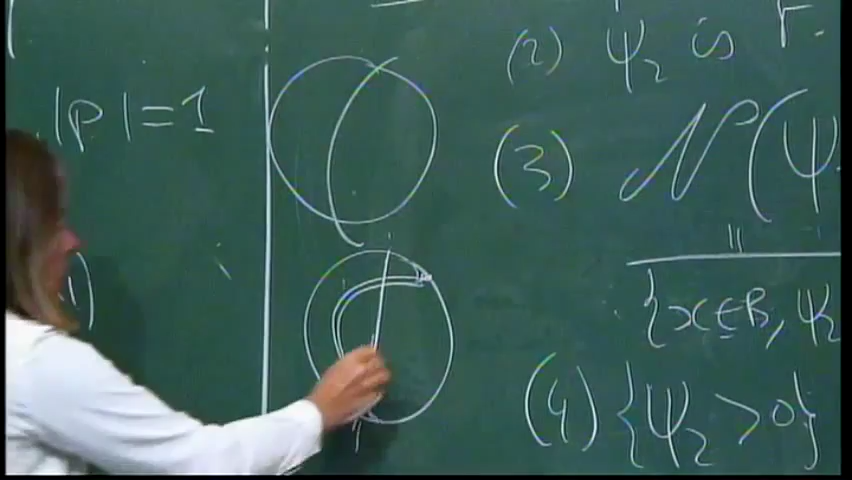 |p|=1
(2) ψ₂ is r.
(3) 𝒩(ψ
{x∈B, ψ₂
(4) {ψ₂ > 0}